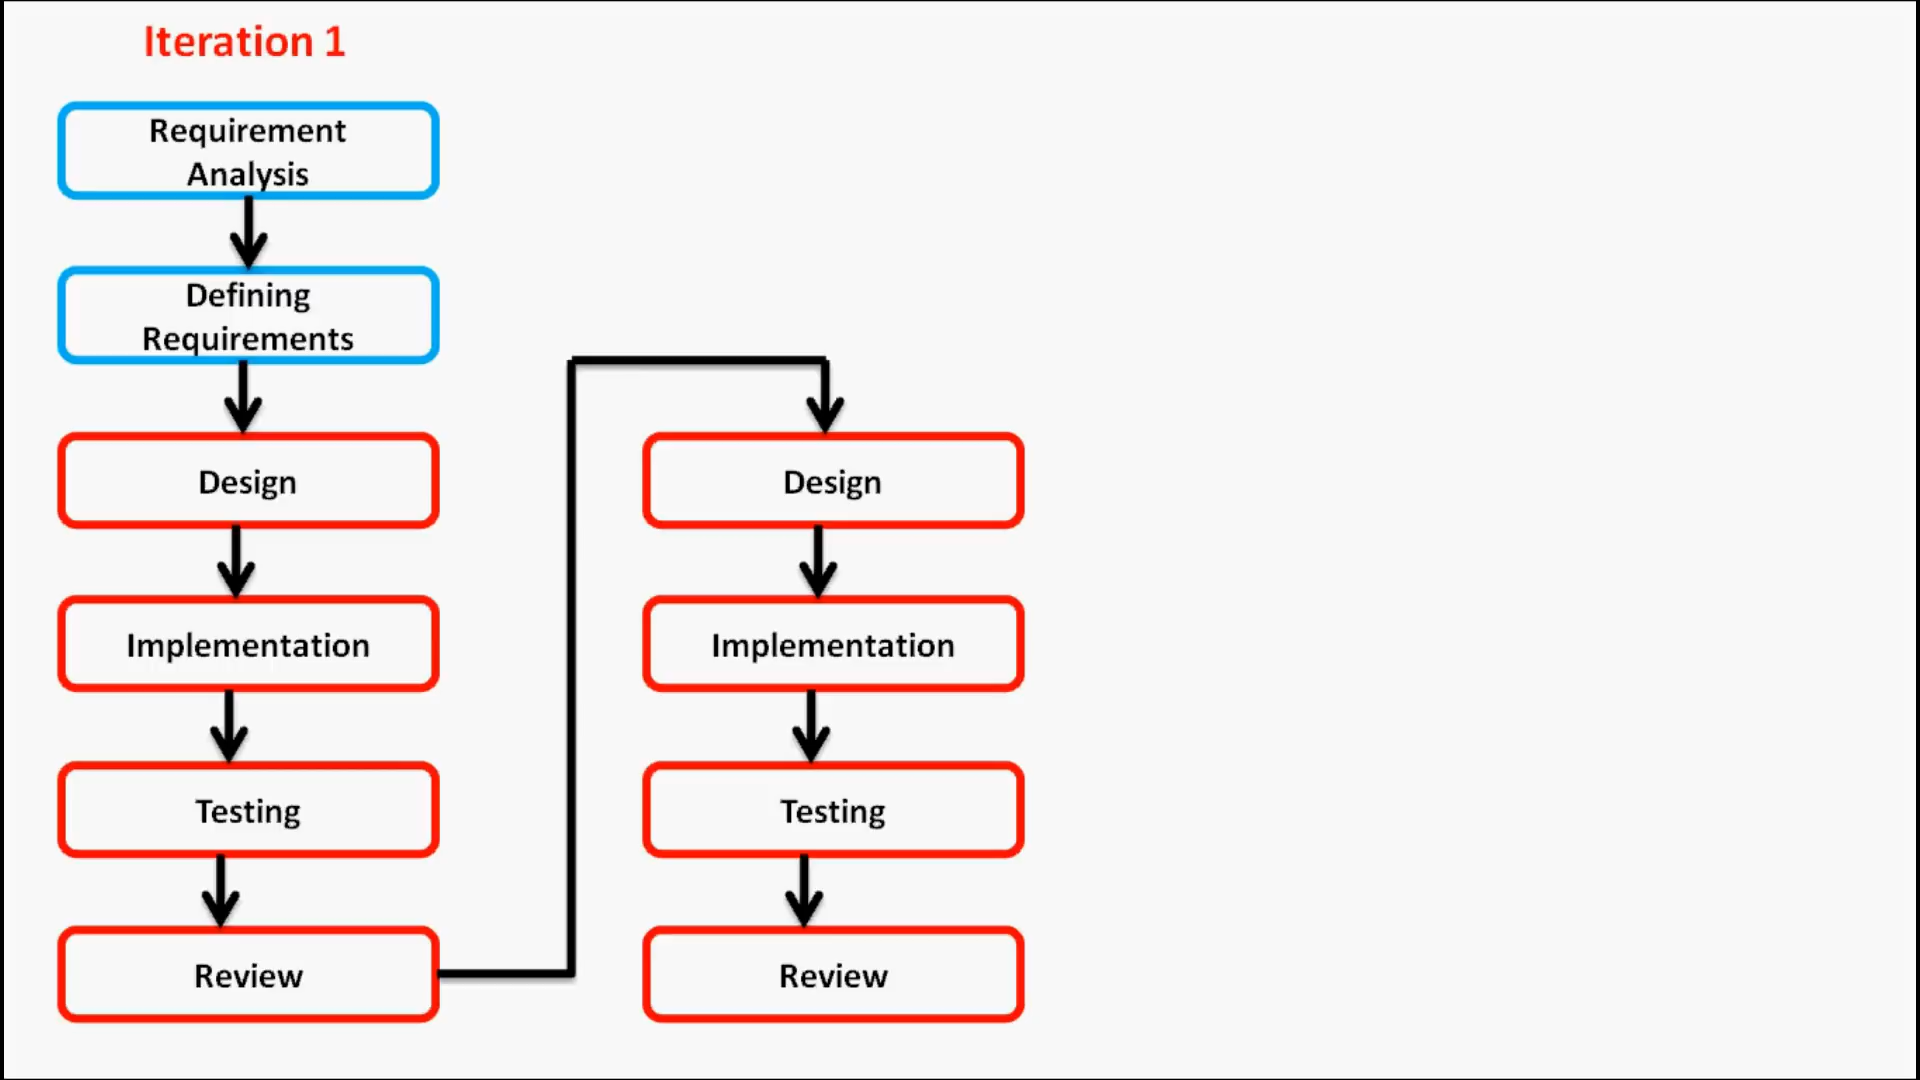 Iteration 1
Requirement
Analysis
Defining
Requirements
Design
Implementation
Testing
Review
Design
Implementation
Testing
Review